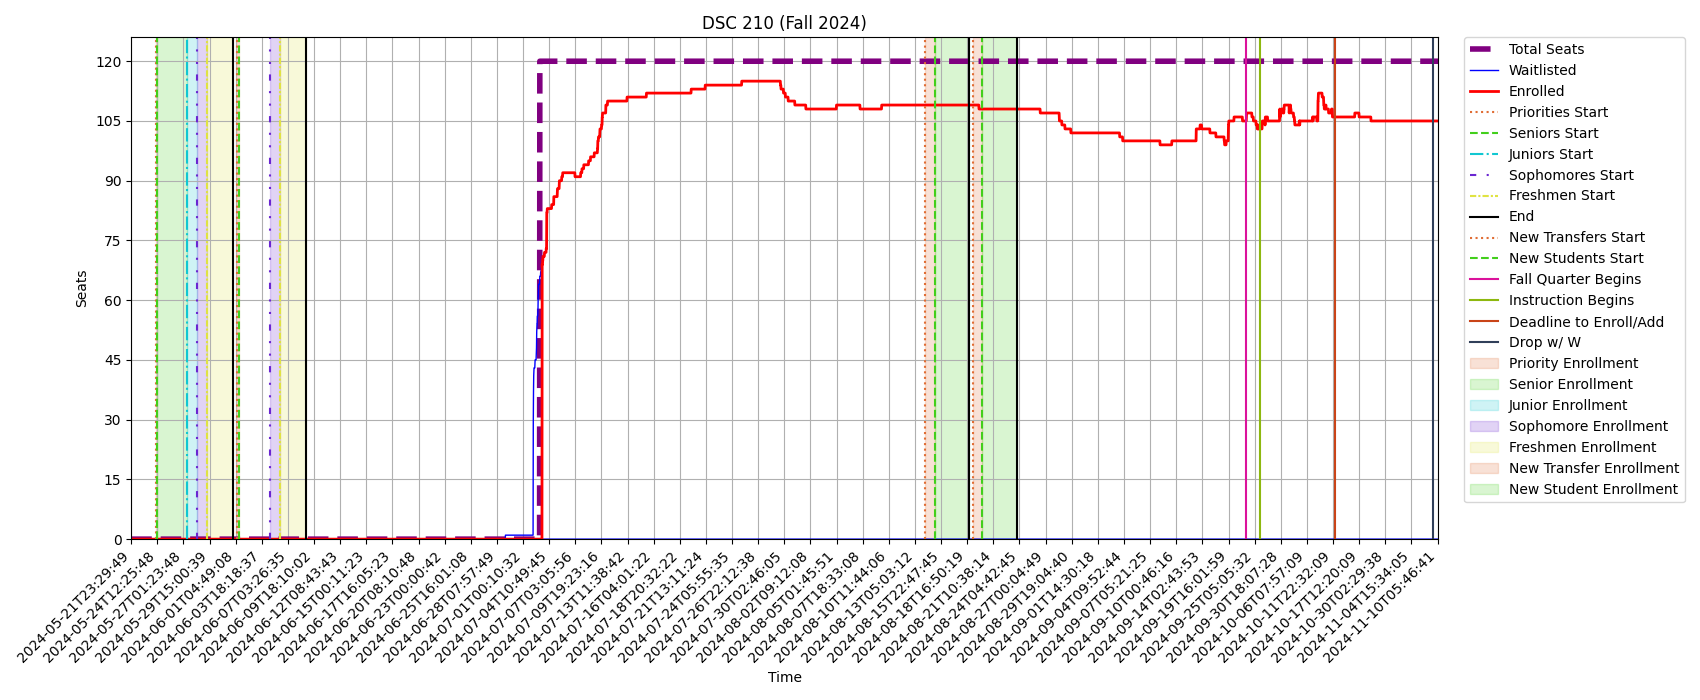 DSC 210 (Fall 2024)
Seats
120
105
90
75
60
45
30
15
0
2024-05-21T23:29:49
2024-05-24T12:25:48
2024-05-27T01:23:48
2024-05-29T15:00:39
2024-06-01T04:49:08
2024-06-03T18:18:37
2024-06-07T03:26:35
2024-06-09T18:10:02
2024-06-12T08:43:43
2024-06-15T00:11:23
2024-06-17T16:05:23
2024-06-20T08:10:48
2024-06-23T00:00:42
2024-06-25T16:01:08
2024-06-28T07:57:49
2024-07-01T00:10:32
2024-07-04T10:49:45
2024-07-07T03:05:56
2024-07-09T19:23:16
2024-07-13T11:38:42
2024-07-16T04:01:22
2024-07-18T20:32:22
2024-07-21T13:11:24
2024-07-24T05:55:35
2024-07-26T22:12:38
2024-07-30T02:46:05
2024-08-02T09:12:08
2024-08-05T01:45:51
2024-08-07T18:33:08
2024-08-10T11:44:06
2024-08-13T05:03:12
2024-08-15T22:47:45
2024-08-18T16:50:19
2024-08-21T10:38:14
2024-08-24T04:42:45
2024-08-27T00:04:49
2024-08-29T19:04:40
2024-09-01T14:30:18
2024-09-04T09:52:44
2024-09-07T05:21:25
2024-09-10T00:46:16
2024-09-14T02:43:53
2024-09-19T16:01:59
2024-09-25T05:05:32
2024-09-30T18:07:28
2024-10-06T07:57:09
2024-10-11T22:32:09
2024-10-17T12:20:09
2024-10-30T02:29:38
2024-11-04T15:34:05
2024-11-10T05:46:41
Time
Total Seats
Waitlisted
Enrolled
Priorities Start
Seniors Start
Juniors Start
Sophomores Start
Freshmen Start
End
New Transfers Start
New Students Start
Fall Quarter Begins
Instruction Begins
Deadline to Enroll/Add
Drop w/ W
Priority Enrollment
Senior Enrollment
Junior Enrollment
Sophomore Enrollment
Freshmen Enrollment
New Transfer Enrollment
New Student Enrollment